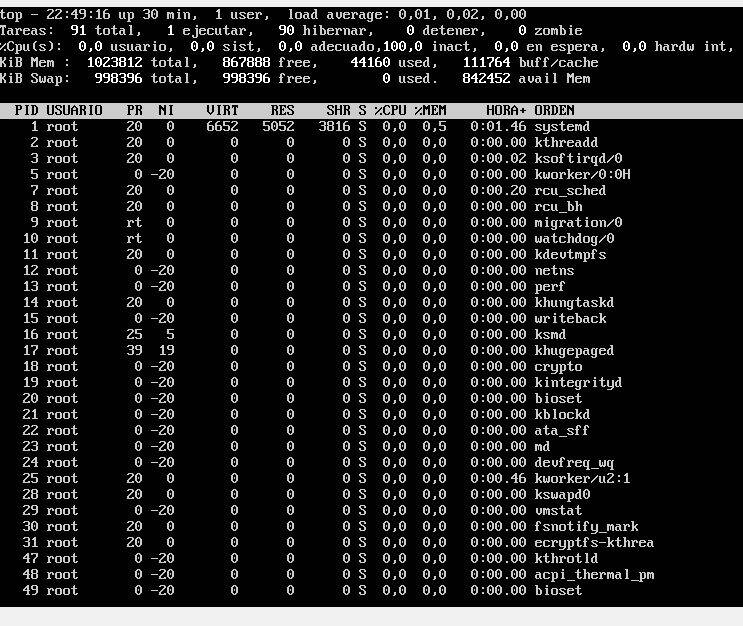 top - 22:49:16 up 30 min,  1 user,  load average: 0,01, 0,02, 0,00
Tareas:  91 total,   1 ejecutar,   90 hibernar,    0 detener,    0 zombie
%Cpu(s):  0,0 usuario,  0,0 sist,  0,0 adecuado,100,0 inact,  0,0 en espera,  0,0 hardw int,
KiB Mem :  1023812 total,   867888 free,    44160 used,   111764 buff/cache
KiB Swap:   998396 total,   998396 free,        0 used.   842452 avail Mem
PID USUARIO   PR  NI    VIRT    RES    SHR S %CPU %MEM     HORA+ ORDEN
1 root      20   0    6652   5052   3816 S  0,0  0,5   0:01.46 systemd
2 root      20   0       0      0      0 S  0,0  0,0   0:00.00 kthreadd
3 root      20   0       0      0      0 S  0,0  0,0   0:00.02 ksoftirqd/0
5 root       0 -20       0      0      0 S  0,0  0,0   0:00.00 kworker/0:0H
7 root      20   0       0      0      0 S  0,0  0,0   0:00.20 rcu_sched
8 root      20   0       0      0      0 S  0,0  0,0   0:00.00 rcu_bh
9 root      rt   0       0      0      0 S  0,0  0,0   0:00.00 migration/0
10 root      rt   0       0      0      0 S  0,0  0,0   0:00.00 watchdog/0
11 root      20   0       0      0      0 S  0,0  0,0   0:00.00 kdevtmpfs
12 root       0 -20       0      0      0 S  0,0  0,0   0:00.00 netns
13 root       0 -20       0      0      0 S  0,0  0,0   0:00.00 perf
14 root      20   0       0      0      0 S  0,0  0,0   0:00.00 khungtaskd
15 root       0 -20       0      0      0 S  0,0  0,0   0:00.00 writeback
16 root      25   5       0      0      0 S  0,0  0,0   0:00.00 ksmd
17 root      39  19       0      0      0 S  0,0  0,0   0:00.00 khugepaged
18 root       0 -20       0      0      0 S  0,0  0,0   0:00.00 crypto
19 root       0 -20       0      0      0 S  0,0  0,0   0:00.00 kintegrityd
20 root       0 -20       0      0      0 S  0,0  0,0   0:00.00 bioset
21 root       0 -20       0      0      0 S  0,0  0,0   0:00.00 kblockd
22 root       0 -20       0      0      0 S  0,0  0,0   0:00.00 ata_sff
23 root       0 -20       0      0      0 S  0,0  0,0   0:00.00 md
24 root       0 -20       0      0      0 S  0,0  0,0   0:00.00 devfreq_wq
25 root      20   0       0      0      0 S  0,0  0,0   0:00.46 kworker/u2:1
28 root      20   0       0      0      0 S  0,0  0,0   0:00.00 kswapd0
29 root       0 -20       0      0      0 S  0,0  0,0   0:00.00 vmstat
30 root      20   0       0      0      0 S  0,0  0,0   0:00.00 fsnotify_mark
31 root      20   0       0      0      0 S  0,0  0,0   0:00.00 ecryptfs-kthrea
47 root       0 -20       0      0      0 S  0,0  0,0   0:00.00 kthrotld
48 root       0 -20       0      0      0 S  0,0  0,0   0:00.00 acpi_thermal_pm
49 root       0 -20       0      0      0 S  0,0  0,0   0:00.00 bioset